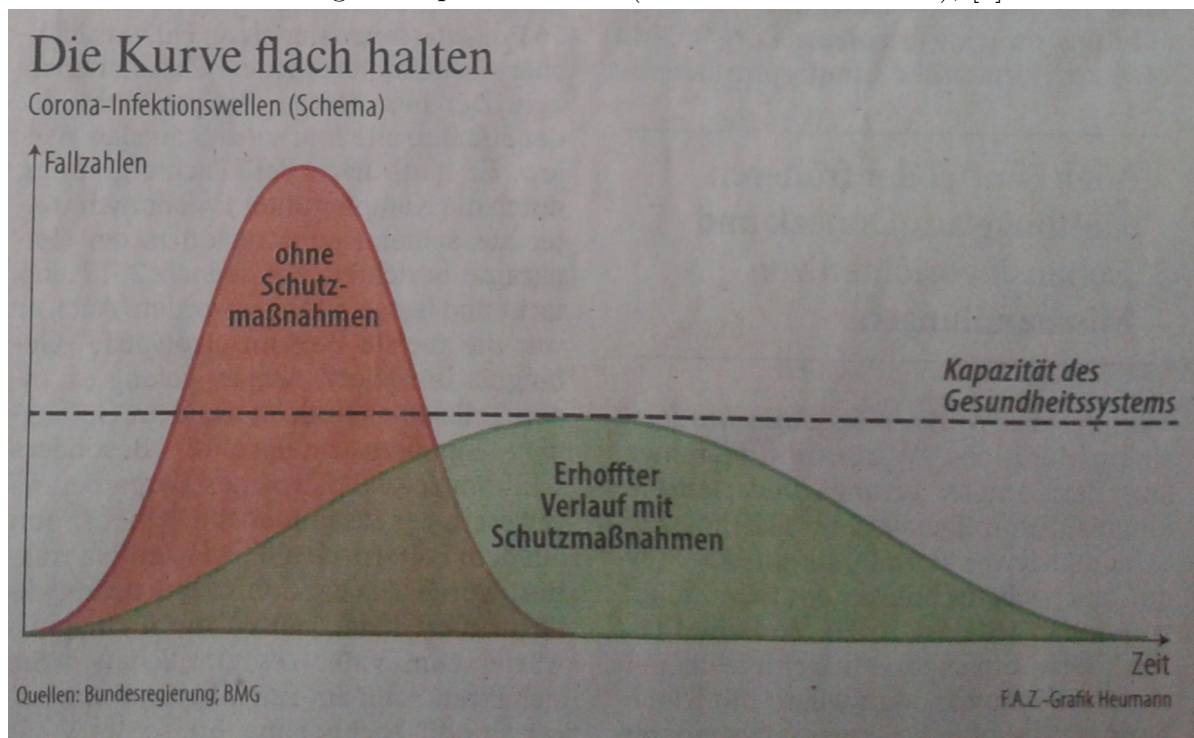 Die Kurve flach halten
Corona-Infektionswellen (Schema)
Fallzahlen
ohne
Schutz-
maßnahmen
Kapazität des
Gesundheitssystems
Erhoffter
Verlauf mit
Schutzmaßnahmen
Zeit
Quellen: Bundesregierung; BMG
F.A.Z.-Grafik Heumann